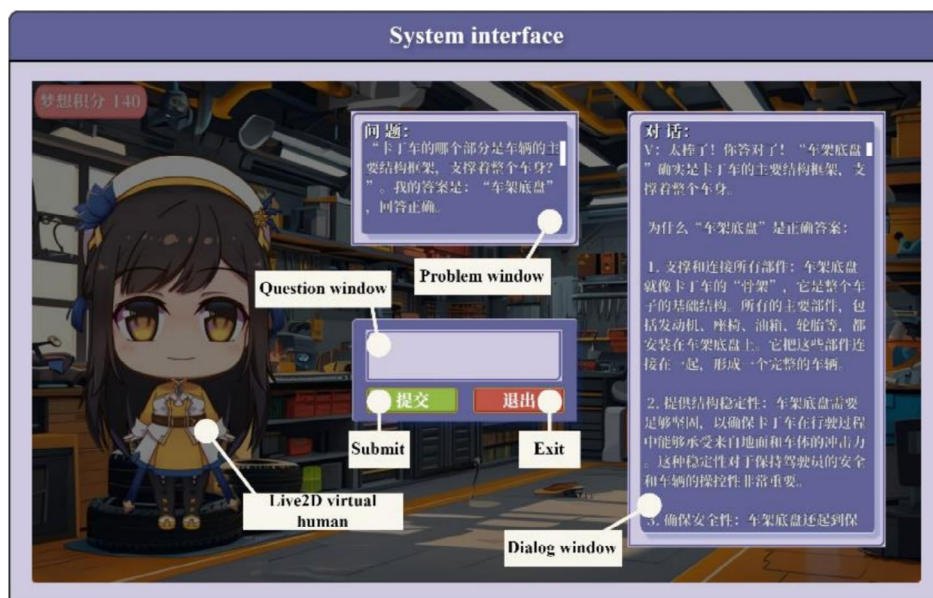 System interface
梦想积分 140
问题：
“卡丁车的哪个部分是车辆的主
要结构框架，支撑着整个车身？
”。我的答案是：“车架底盘”
，回答正确。
Problem window
Question window
提交
退出
Submit
Exit
Live2D virtual
human
对话：
V：太棒了！你答对了！“车架底盘
”确实是卡丁车的主要结构框架，支
撑着整个车身。
为什么“车架底盘”是正确答案：
1. 支撑和连接所有部件：车架底盘
就像卡丁车的“骨架”，它是整个车
子的基础结构。所有的主要部件，包
括发动机、座椅、油箱、轮胎等，都
安装在车架底盘上。它把这些部件连
接在一起，形成一个完整的车辆。
2. 提供结构稳定性：车架底盘需要
足够坚固，以确保卡丁车在行驶过程
中能够承受来自地面和车体的冲击力
。这种稳定性对于保持驾驶员的安全
和车辆的操控性非常重要。
3. 确保安全性：车架底盘还起到保
Dialog window